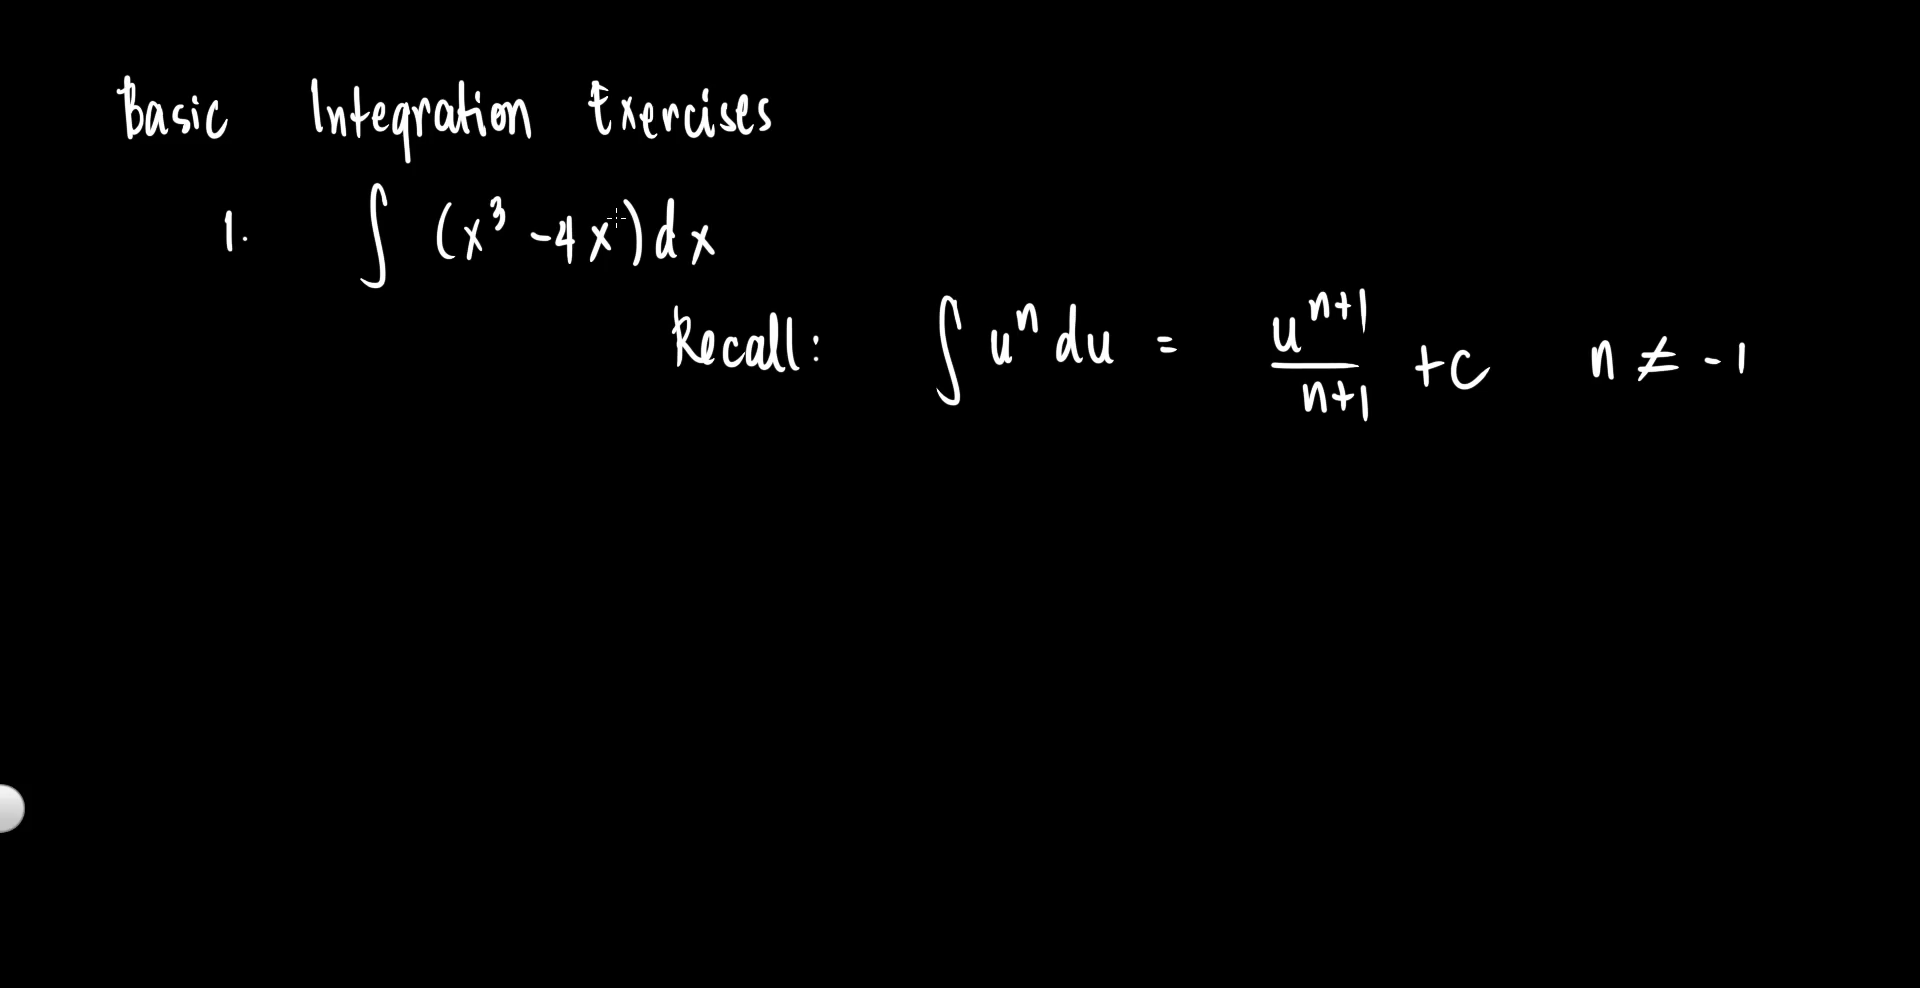 Basic Integration Exercises
1. ∫ (x³ -4x) dx
Recall: ∫ uⁿ du = uⁿ⁺¹/n+1 +C n ≠ -1